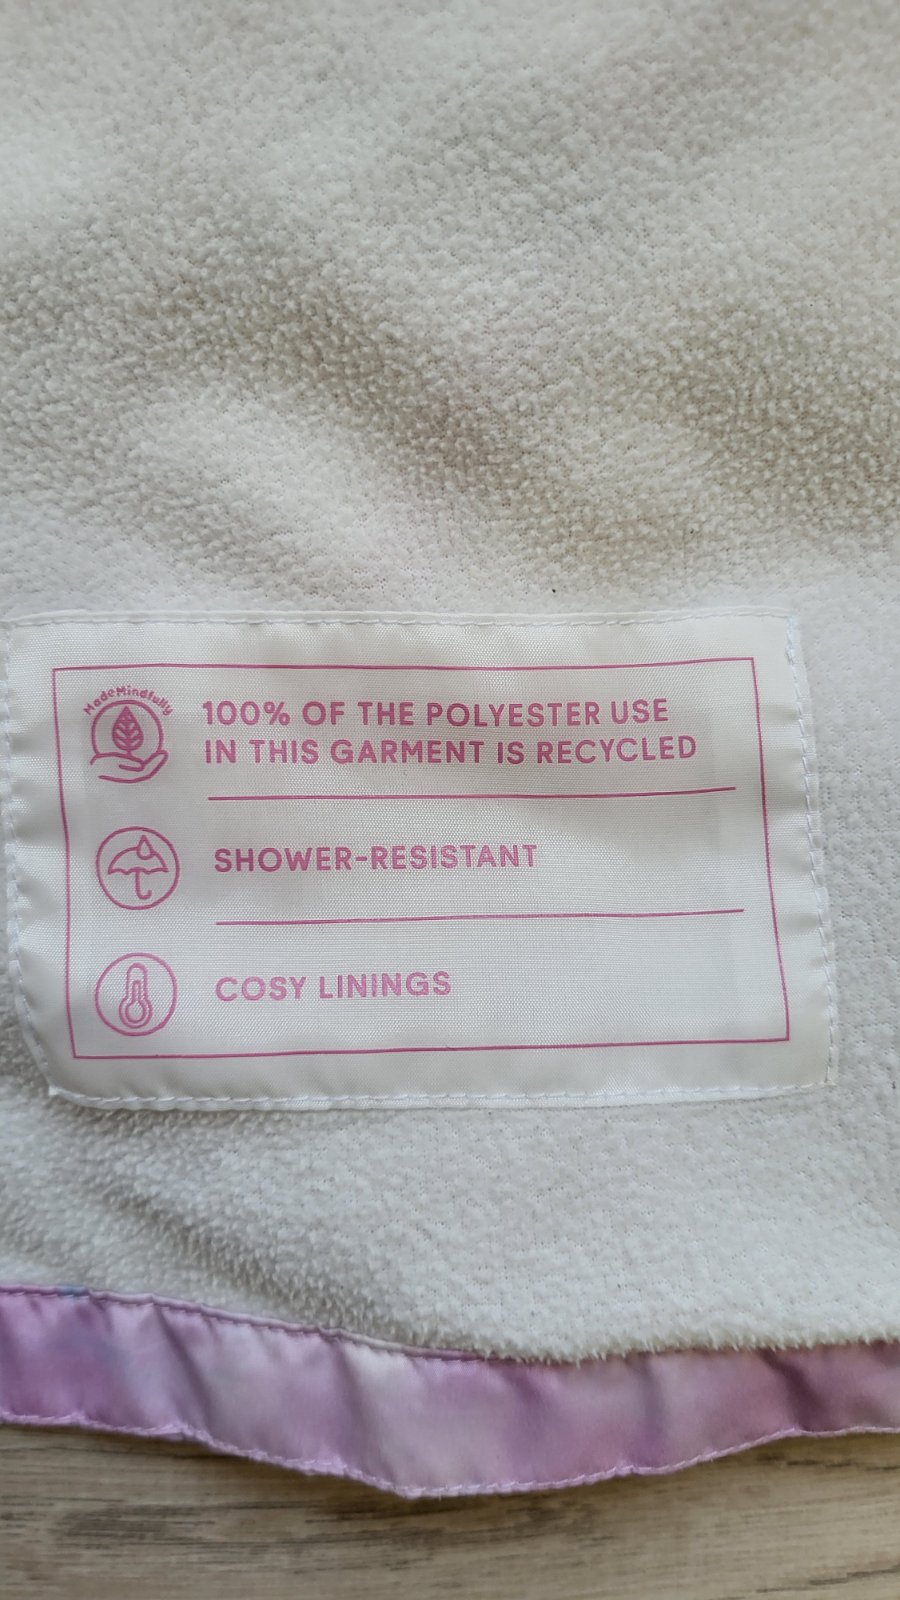 MadeMindfully
100% OF THE POLYESTER USE
IN THIS GARMENT IS RECYCLED
SHOWER-RESISTANT
COSY LININGS